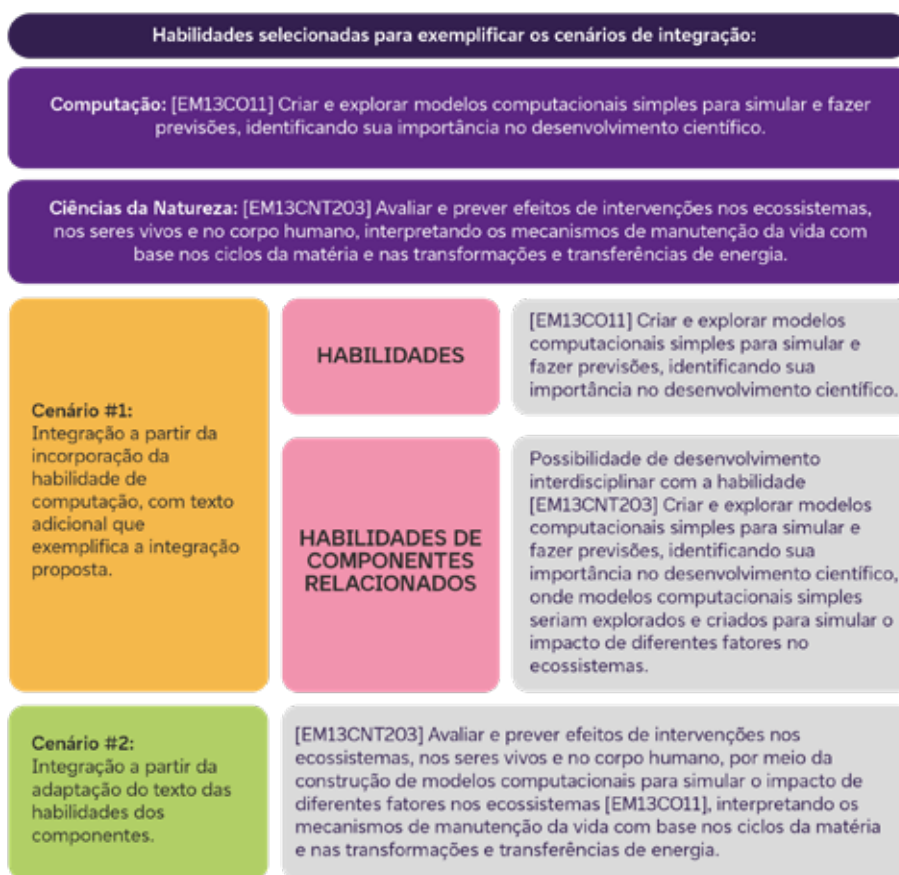 Habilidades selecionadas para exemplificar os cenários de integração:
Computação: [EM13CO11] Criar e explorar modelos computacionais simples para simular e fazer
previsões, identificando sua importância no desenvolvimento científico.
Ciências da Natureza: [EM13CNT203] Avaliar e prever efeitos de intervenções nos ecossistemas,
nos seres vivos e no corpo humano, interpretando os mecanismos de manutenção da vida com
base nos ciclos da matéria e nas transformações e transferências de energia.
Cenário #1:
Integração a partir da
incorporação da
habilidade de
computação, com texto
adicional que
exemplifica a integração
proposta.
HABILIDADES
[EM13CO11] Criar e explorar modelos
computacionais simples para simular e
fazer previsões, identificando sua
importância no desenvolvimento científico.
HABILIDADES DE
COMPONENTES
RELACIONADOS
Possibilidade de desenvolvimento
interdisciplinar com a habilidade
[EM13CNT203] Criar e explorar modelos
computacionais simples para simular e
fazer previsões, identificando sua
importância no desenvolvimento científico,
onde modelos computacionais simples
seriam explorados e criados para simular o
impacto de diferentes fatores no
ecossistemas.
Cenário #2:
Integração a partir da
adaptação do texto das
habilidades dos
componentes.
[EM13CNT203] Avaliar e prever efeitos de intervenções nos
ecossistemas, nos seres vivos e no corpo humano, por meio da
construção de modelos computacionais para simular o impacto de
diferentes fatores nos ecossistemas [EM13CO11], interpretando os
mecanismos de manutenção da vida com base nos ciclos da matéria
e nas transformações e transferências de energia.